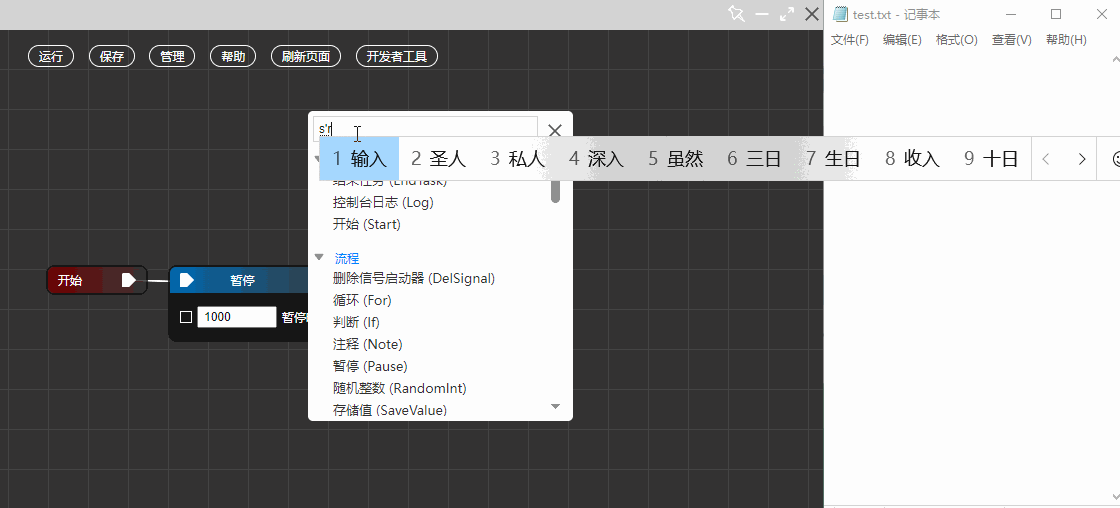 test.txt - 记事本
文件(F) 编辑(E) 格式(O) 查看(V) 帮助(H)
运行 保存 管理 帮助 刷新页面 开发者工具
s'r
1 输入 2 圣人 3 私人 4 深入 5 虽然 6 三日 7 生日 8 收入 9 十日
结束任务 (EndTask)
控制台日志 (Log)
开始 (Start)
流程
删除信号启动器 (DelSignal)
循环 (For)
判断 (If)
注释 (Note)
暂停 (Pause)
随机整数 (RandomInt)
存储值 (SaveValue)
开始
暂停
1000 暂停